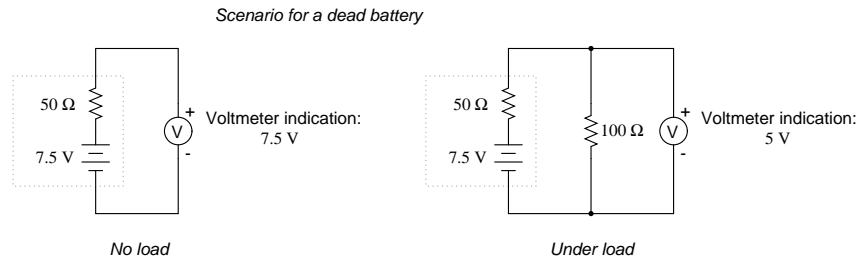 Scenario for a dead battery
50 Ω
7.5 V
V
+
-
Voltmeter indication:
7.5 V
No load
50 Ω
7.5 V
100 Ω
V
+
-
Voltmeter indication:
5 V
Under load